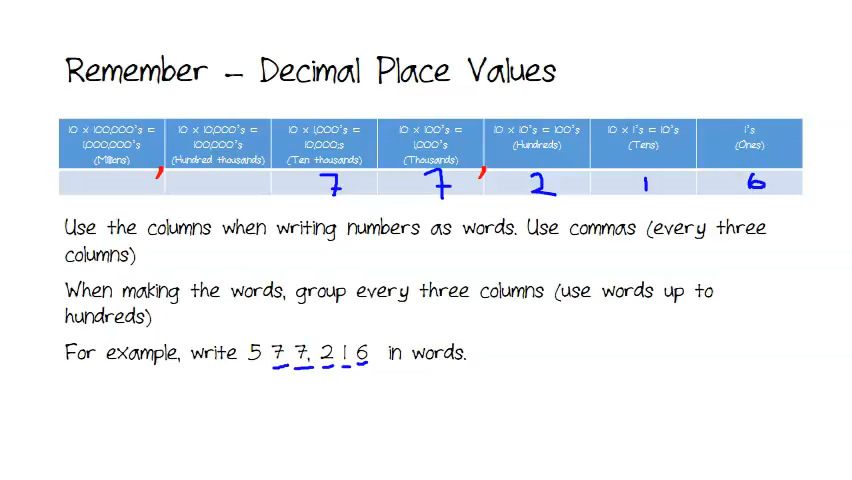 Remember – Decimal Place Values
10 x 100,000's = 1,000,000's (Millions)
10 x 10,000's = 100,000's (Hundred thousands)
10 x 1,000's = 10,000;s (Ten thousands)
10 x 100's = 1,000's (Thousands)
10 x 10's = 100's (Hundreds)
10 x 1's = 10's (Tens)
1's (Ones)
, 7 7 , 2 1 6
Use the columns when writing numbers as words. Use commas (every three
columns)
When making the words, group every three columns (use words up to
hundreds)
For example, write 5 7 7, 2 1 6 in words.